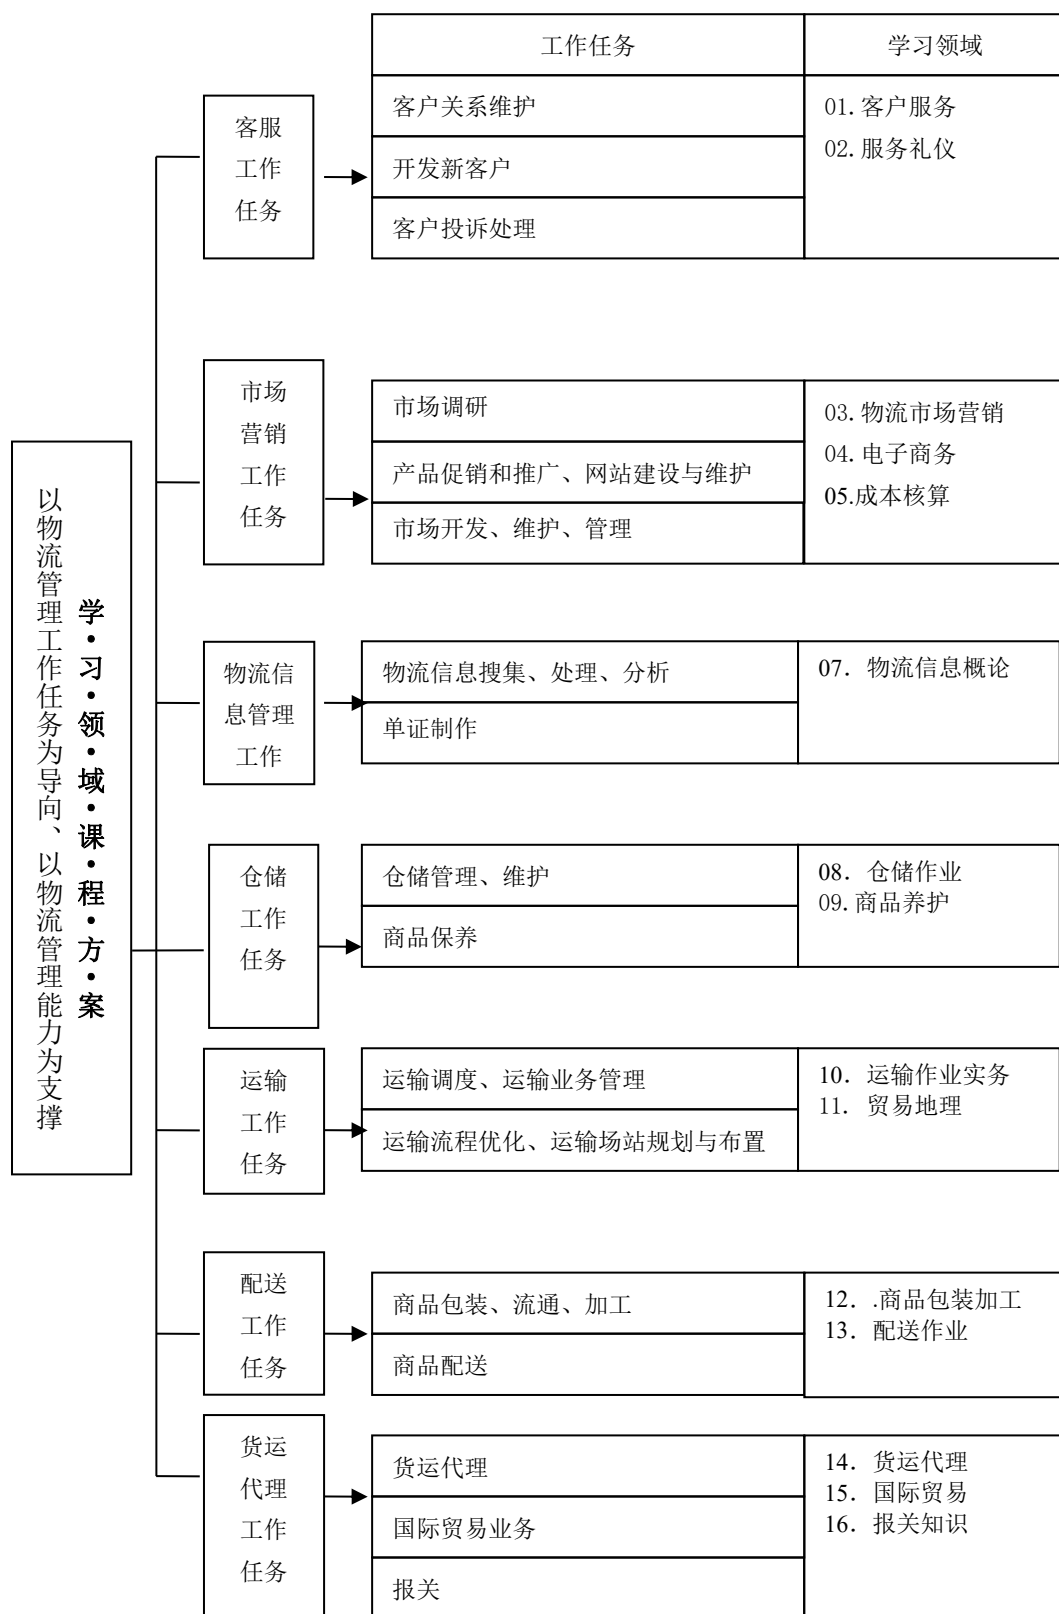 工作任务
学习领域
客服
工作
任务
客户关系维护
开发新客户
客户投诉处理
01.客户服务
02.服务礼仪
市场
营销
工作
任务
市场调研
产品促销和推广、网站建设与维护
市场开发、维护、管理
03.物流市场营销
04.电子商务
05.成本核算
以物流管理工作任务为导向、以物流管理能力为支撑
学·习·领·域·课·程·方·案
物流信
息管理
工作
物流信息搜集、处理、分析
单证制作
07．物流信息概论
仓储
工作
任务
仓储管理、维护
商品保养
08．仓储作业
09.商品养护
运输
工作
任务
运输调度、运输业务管理
运输流程优化、运输场站规划与布置
10．运输作业实务
11．贸易地理
配送
工作
任务
商品包装、流通、加工
商品配送
12．.商品包装加工
13．配送作业
货运
代理
工作
任务
货运代理
国际贸易业务
报关
14．货运代理
15．国际贸易
16．报关知识